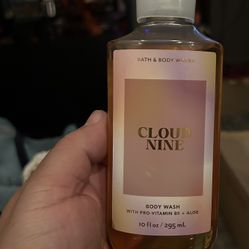 BATH & BODY WORKS
CLOUD
NINE
BODY WASH
WITH PRO-VITAMIN B5 + ALOE
10 fl oz / 295 mL